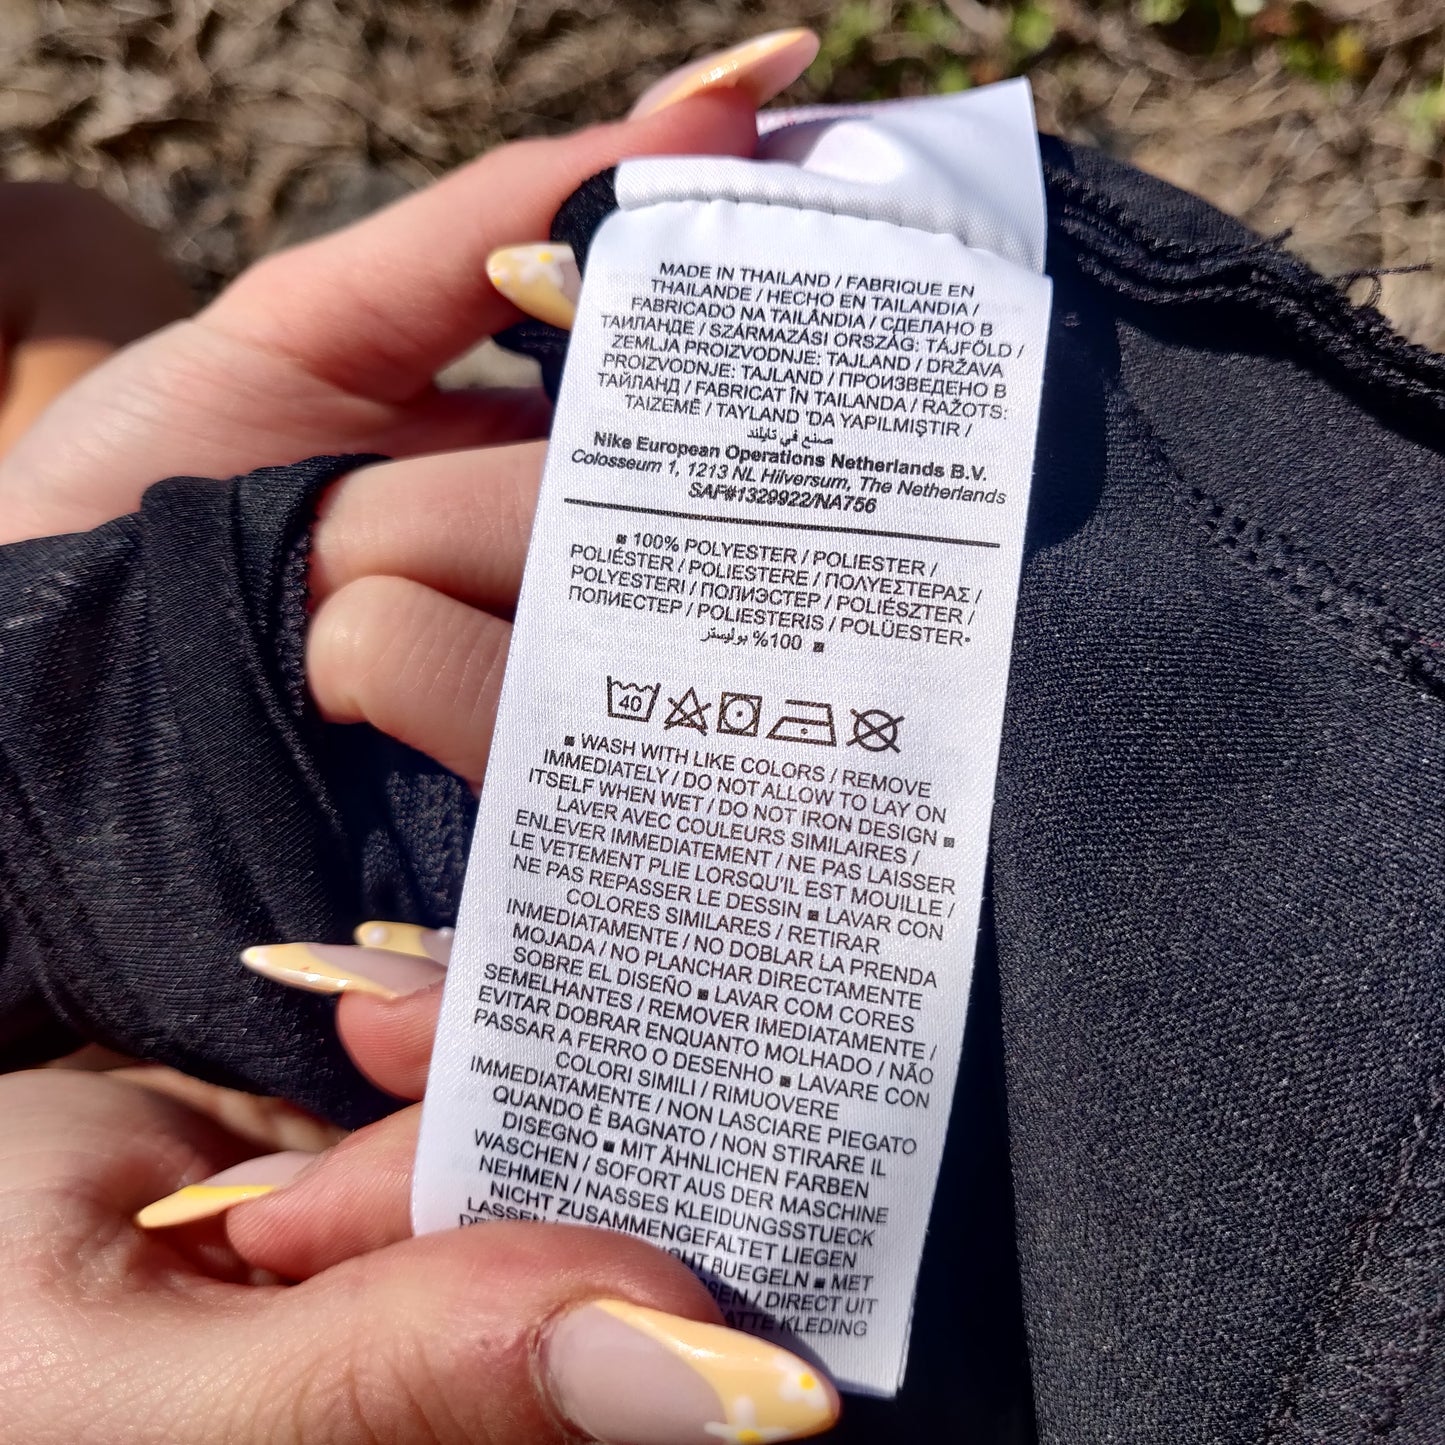 MADE IN THAILAND / FABRIQUE EN
THAILANDE / HECHO EN TAILANDIA /
FABRICADO NA TAILÂNDIA / СДЕЛАНО В
ТАИЛАНДЕ / SZÁRMAZÁSI ORSZÁG: TÁJFÖLD /
ZEMLJA PROIZVODNJE: TAJLAND / DRŽAVA
PROIZVODNJE: TAJLAND / ПРОИЗВЕДЕНО В
ТАЙЛАНД / FABRICAT ÎN TAILANDA / RAŽOTS:
TAIZEMĒ / TAYLAND 'DA YAPILMIŞTIR /
صنع في تايلند
Nike European Operations Netherlands B.V.
Colosseum 1, 1213 NL Hilversum, The Netherlands
SAF#1329922/NA756
■ 100% POLYESTER / POLIESTER /
POLIÉSTER / POLIESTERE / ΠΟΛΥΕΣΤΕΡΑΣ /
POLYESTERI / ПОЛИЭСТЕР / POLIÉSZTER /
ПОЛИЕСТЕР / POLIESTERIS / POLÜESTER•
100% بوليستر ■
40
■ WASH WITH LIKE COLORS / REMOVE
IMMEDIATELY / DO NOT ALLOW TO LAY ON
ITSELF WHEN WET / DO NOT IRON DESIGN ■
LAVER AVEC COULEURS SIMILAIRES /
ENLEVER IMMEDIATEMENT / NE PAS LAISSER
LE VETEMENT PLIE LORSQU'IL EST MOUILLE /
NE PAS REPASSER LE DESSIN ■ LAVAR CON
COLORES SIMILARES / RETIRAR
INMEDIATAMENTE / NO DOBLAR LA PRENDA
MOJADA / NO PLANCHAR DIRECTAMENTE
SOBRE EL DISEÑO ■ LAVAR COM CORES
SEMELHANTES / REMOVER IMEDIATAMENTE /
EVITAR DOBRAR ENQUANTO MOLHADO / NÃO
PASSAR A FERRO O DESENHO ■ LAVARE CON
COLORI SIMILI / RIMUOVERE
IMMEDIATAMENTE / NON LASCIARE PIEGATO
QUANDO È BAGNATO / NON STIRARE IL
DISEGNO ■ MIT ÄHNLICHEN FARBEN
WASCHEN / SOFORT AUS DER MASCHINE
NEHMEN / NASSES KLEIDUNGSSTUECK
NICHT ZUSAMMENGEFALTET LIEGEN
LASSEN
BUEGELN ■ MET
/ DIRECT UIT
KLEDING